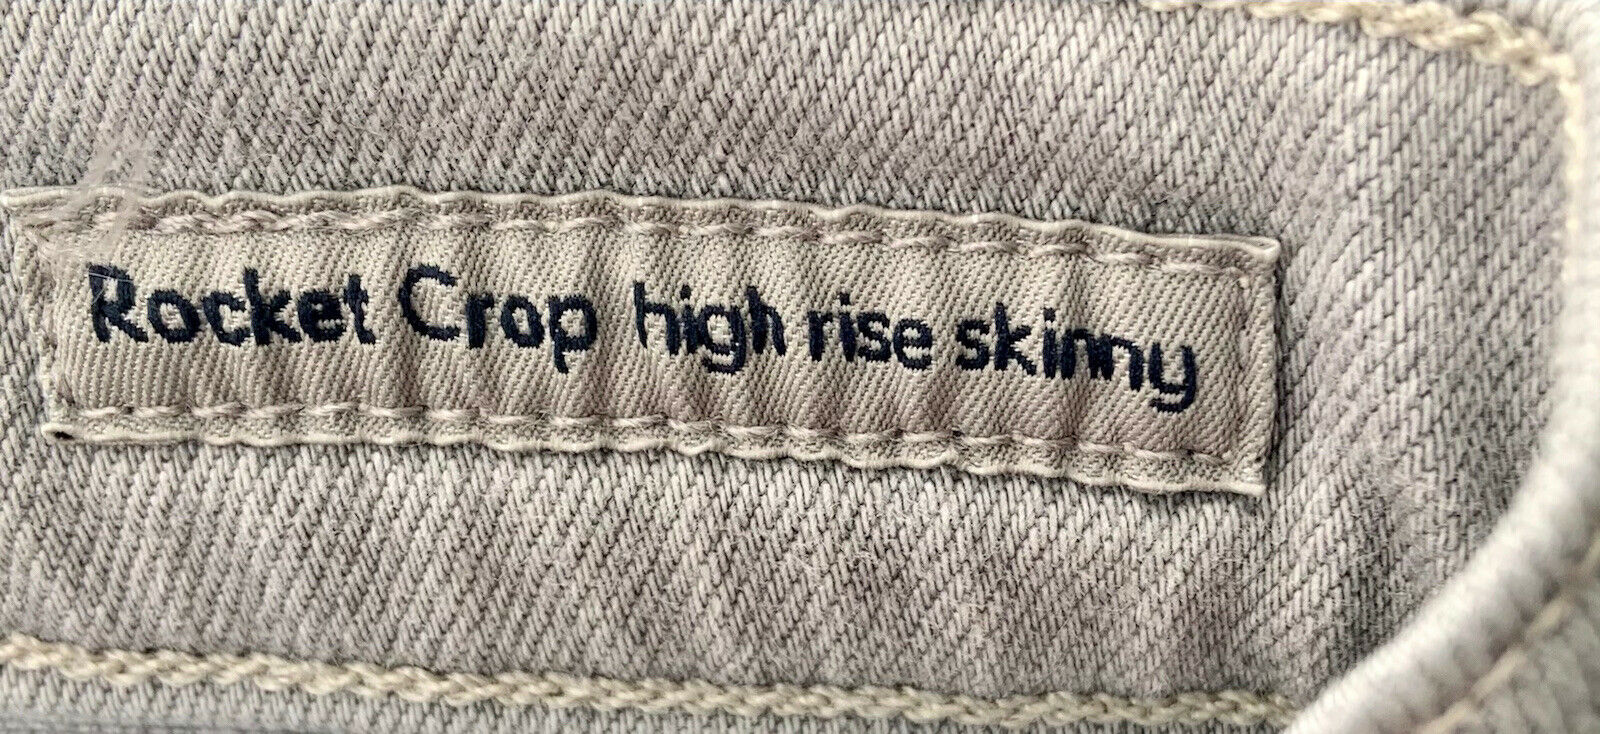 Rocket Crop high rise skinny